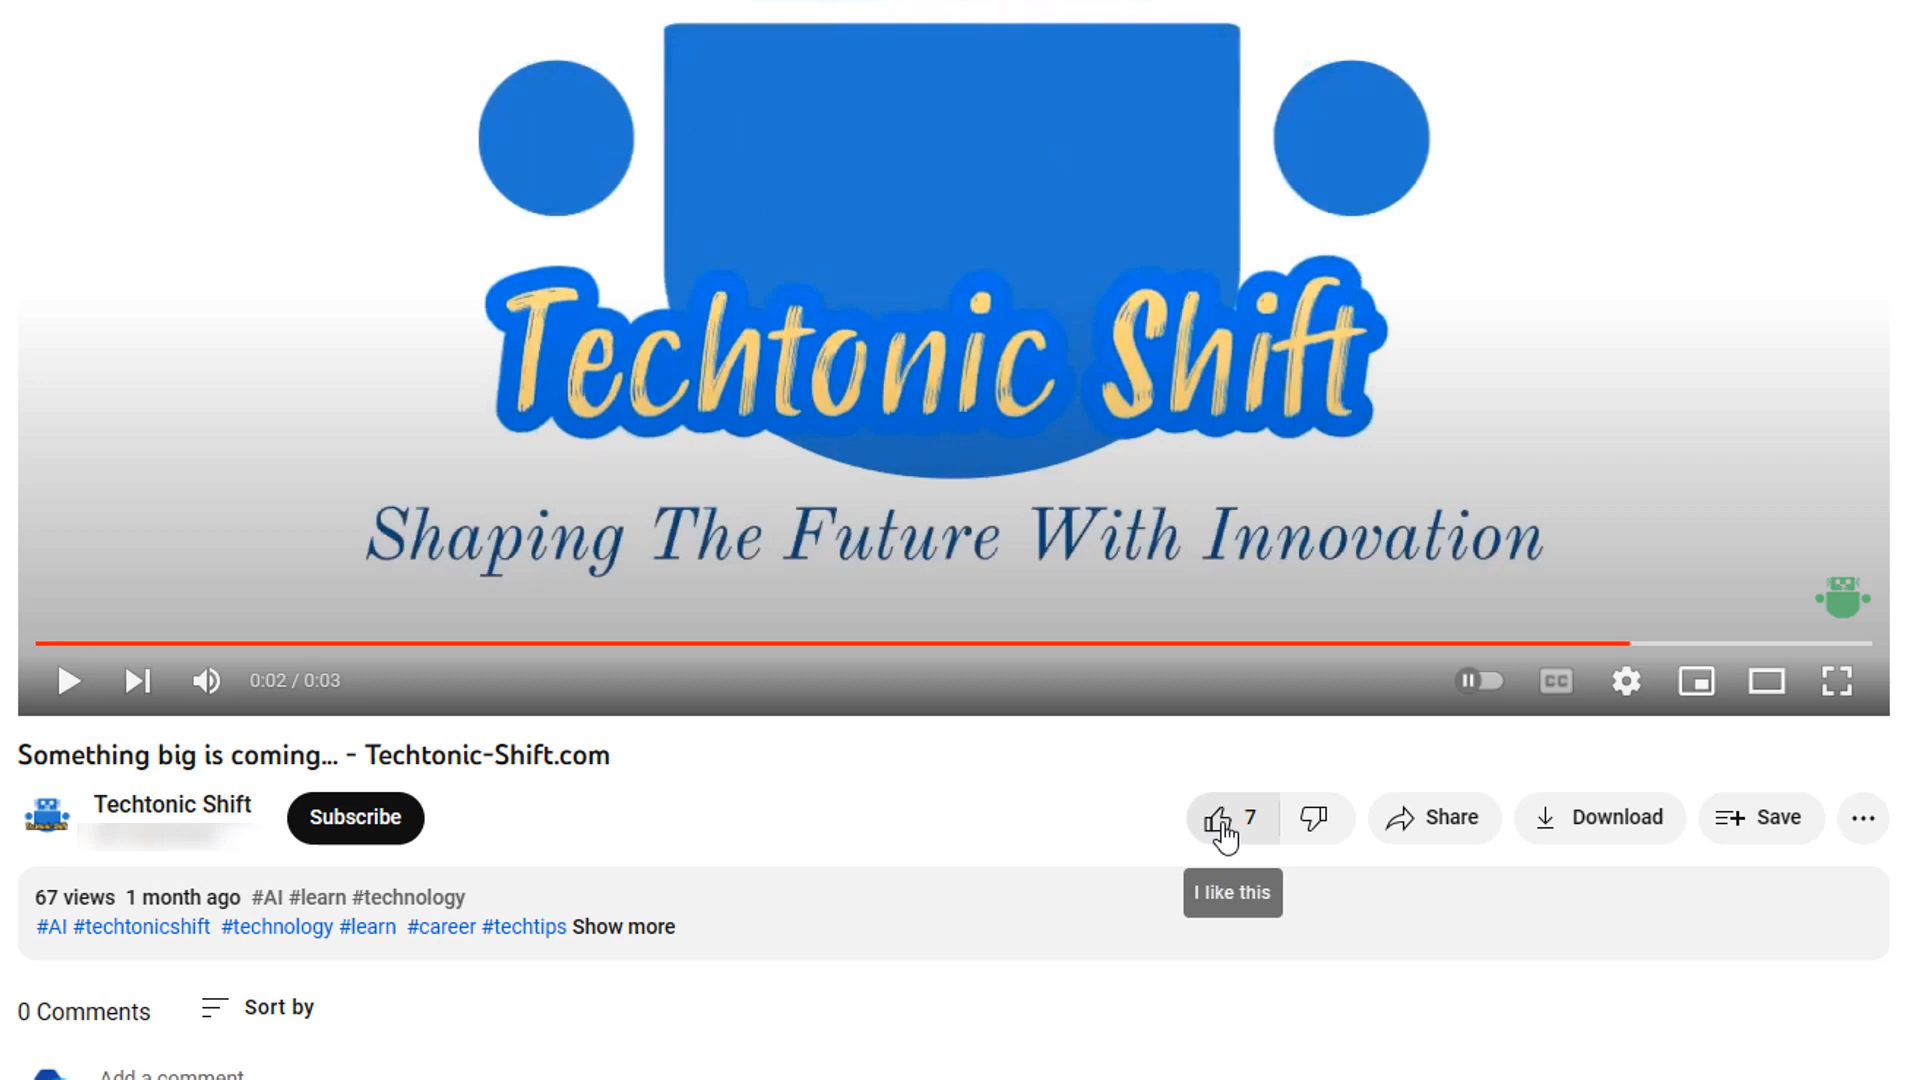 Techtonic Shift
Shaping The Future With Innovation
0:02 / 0:03
CC
Something big is coming... - Techtonic-Shift.com
Techtonic Shift
Subscribe
7
Share
Download
Save
I like this
67 views 1 month ago #AI #learn #technology
#AI #techtonicshift #technology #learn #career #techtips Show more
0 Comments
Sort by
Add a comment